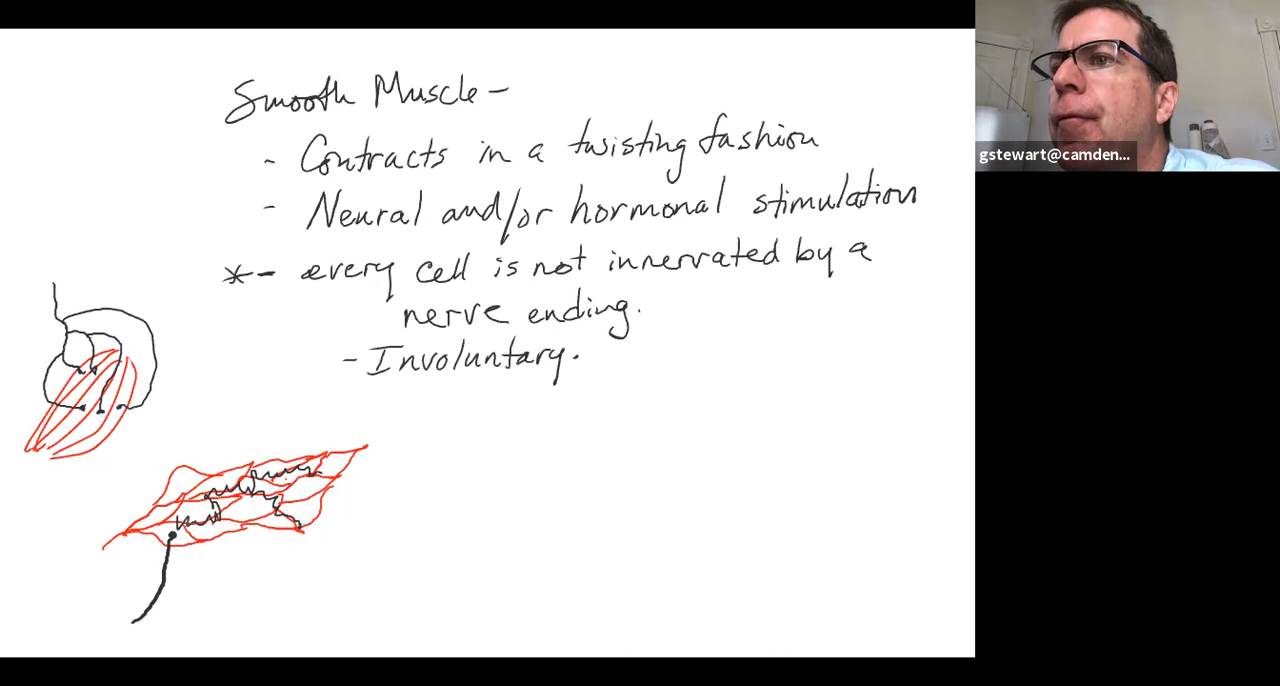 Smooth Muscle -
- Contracts in a twisting fashion
- Neural and/or hormonal stimulation
*- every cell is not innervated by a
nerve ending.
- Involuntary.
gstewart@camden...